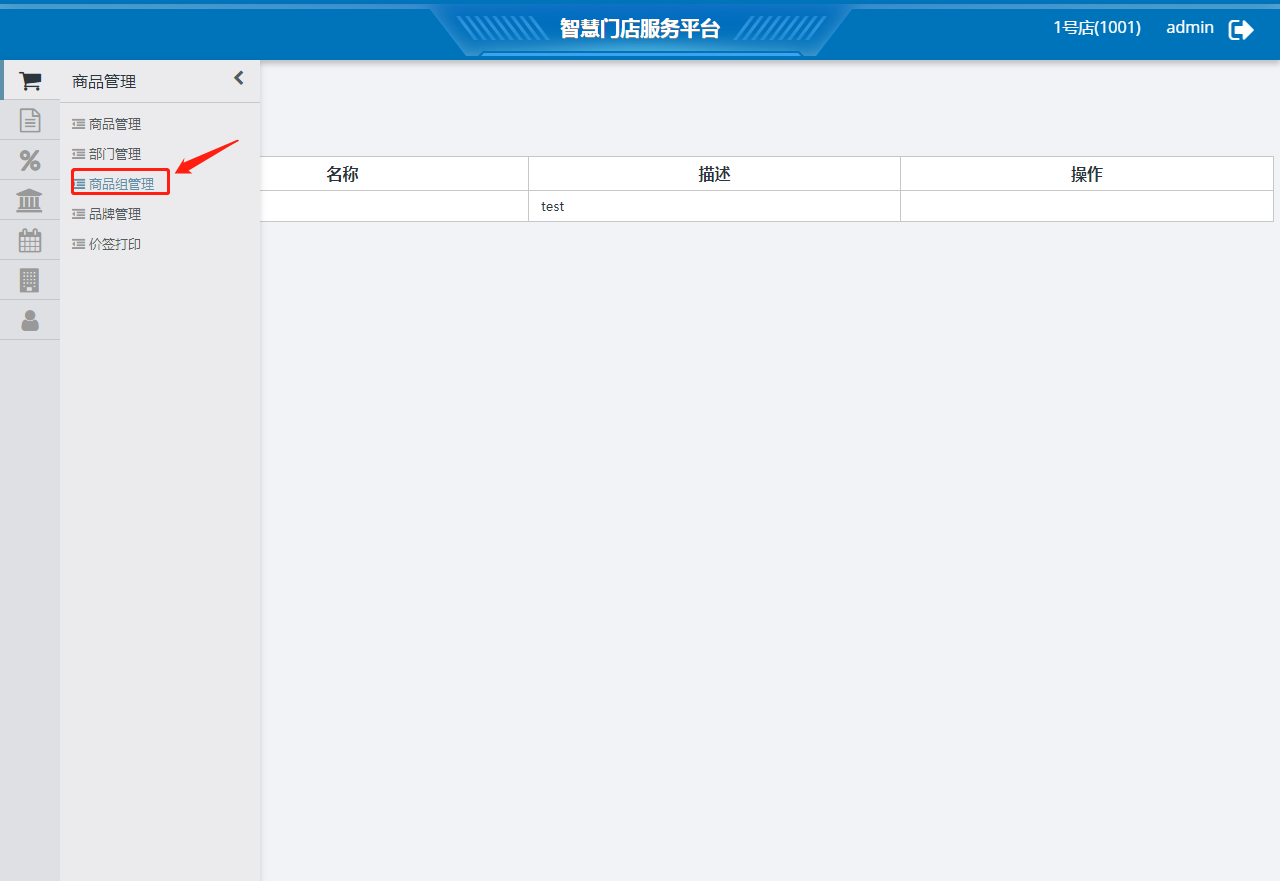 智慧门店服务平台
1号店(1001) admin
商品管理
商品管理
部门管理
商品组管理
品牌管理
价签打印
名称 描述 操作
test